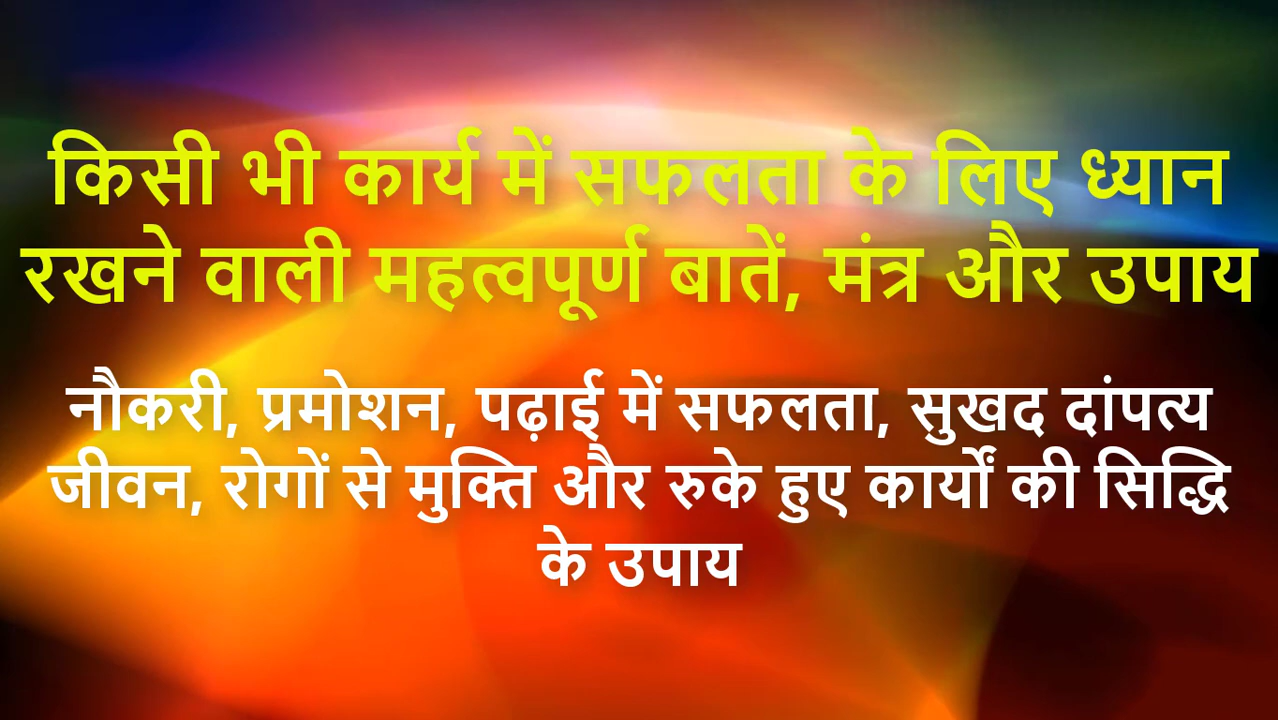 किसी भी कार्य में सफलता के लिए ध्यान
रखने वाली महत्वपूर्ण बातें, मंत्र और उपाय
नौकरी, प्रमोशन, पढ़ाई में सफलता, सुखद दांपत्य
जीवन, रोगों से मुक्ति और रुके हुए कार्यों की सिद्धि
के उपाय